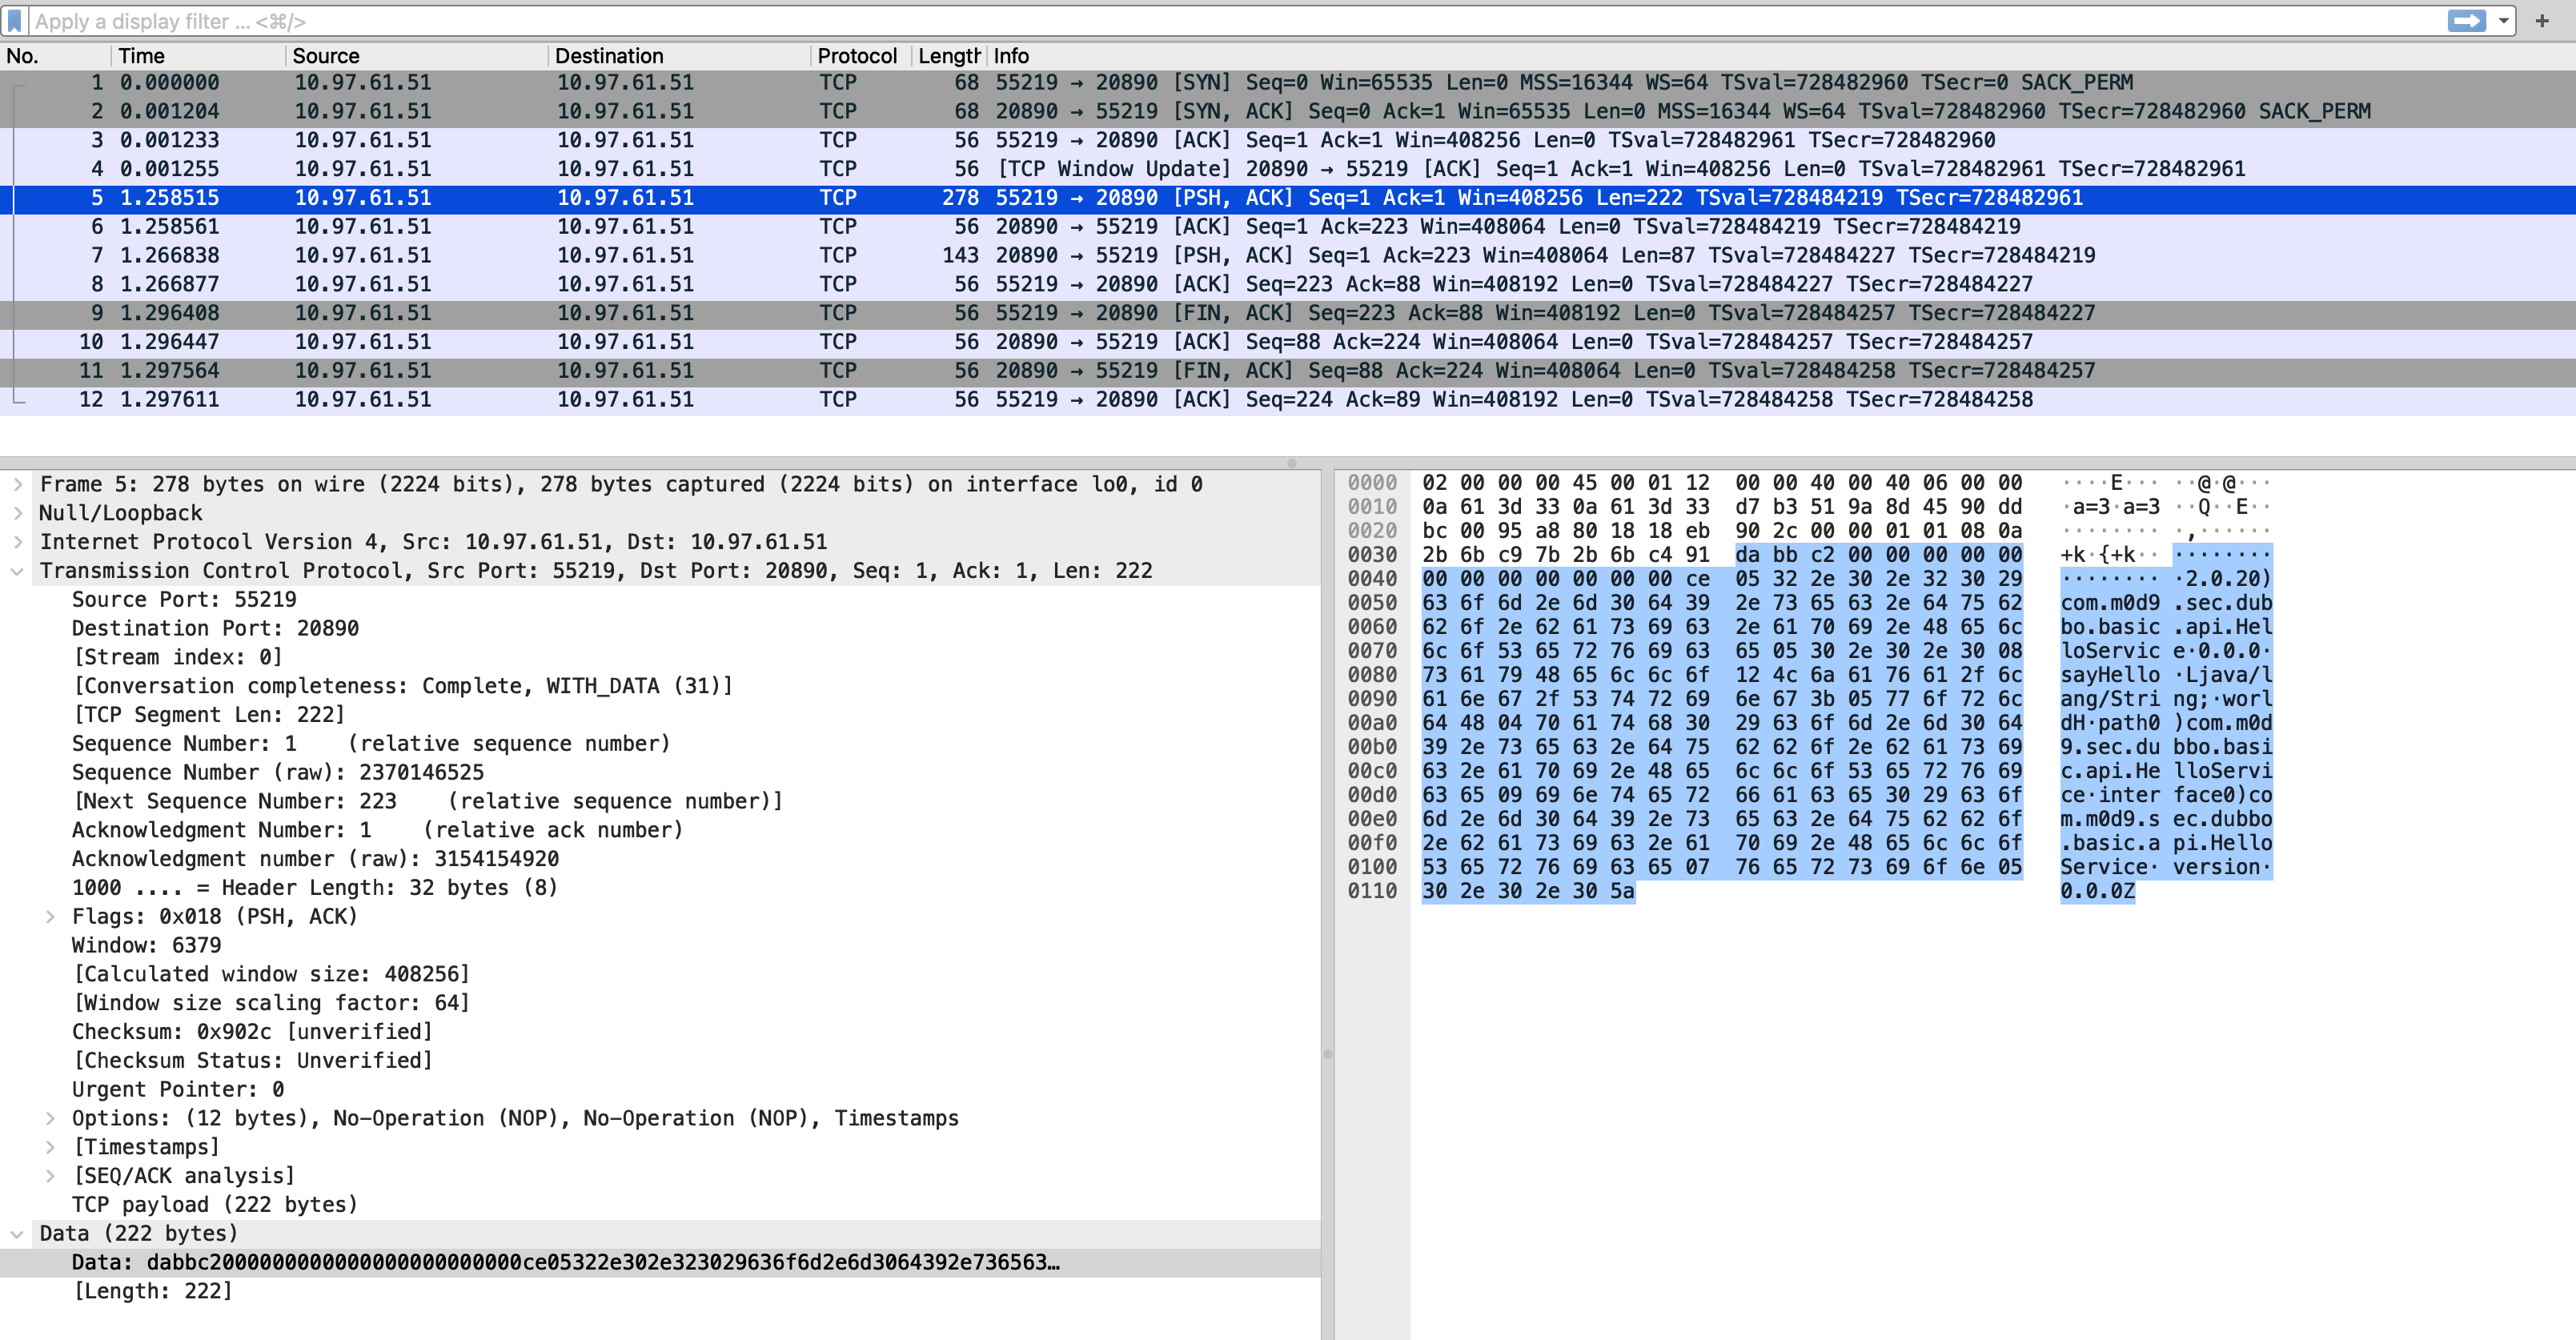 Apply a display filter ... <⌘/>
No. Time Source Destination Protocol Length Info
1 0.000000 10.97.61.51 10.97.61.51 TCP 68 55219 → 20890 [SYN] Seq=0 Win=65535 Len=0 MSS=16344 WS=64 TSval=728482960 TSecr=0 SACK_PERM
2 0.001204 10.97.61.51 10.97.61.51 TCP 68 20890 → 55219 [SYN, ACK] Seq=0 Ack=1 Win=65535 Len=0 MSS=16344 WS=64 TSval=728482960 TSecr=728482960 SACK_PERM
3 0.001233 10.97.61.51 10.97.61.51 TCP 56 55219 → 20890 [ACK] Seq=1 Ack=1 Win=408256 Len=0 TSval=728482961 TSecr=728482960
4 0.001255 10.97.61.51 10.97.61.51 TCP 56 [TCP Window Update] 20890 → 55219 [ACK] Seq=1 Ack=1 Win=408256 Len=0 TSval=728482961 TSecr=728482961
5 1.258515 10.97.61.51 10.97.61.51 TCP 278 55219 → 20890 [PSH, ACK] Seq=1 Ack=1 Win=408256 Len=222 TSval=728484219 TSecr=728482961
6 1.258561 10.97.61.51 10.97.61.51 TCP 56 20890 → 55219 [ACK] Seq=1 Ack=223 Win=408064 Len=0 TSval=728484219 TSecr=728484219
7 1.266838 10.97.61.51 10.97.61.51 TCP 143 20890 → 55219 [PSH, ACK] Seq=1 Ack=223 Win=408064 Len=87 TSval=728484227 TSecr=728484219
8 1.266877 10.97.61.51 10.97.61.51 TCP 56 55219 → 20890 [ACK] Seq=223 Ack=88 Win=408192 Len=0 TSval=728484227 TSecr=728484227
9 1.296408 10.97.61.51 10.97.61.51 TCP 56 55219 → 20890 [FIN, ACK] Seq=223 Ack=88 Win=408192 Len=0 TSval=728484257 TSecr=728484227
10 1.296447 10.97.61.51 10.97.61.51 TCP 56 20890 → 55219 [ACK] Seq=88 Ack=224 Win=408064 Len=0 TSval=728484257 TSecr=728484257
11 1.297564 10.97.61.51 10.97.61.51 TCP 56 20890 → 55219 [FIN, ACK] Seq=88 Ack=224 Win=408064 Len=0 TSval=728484258 TSecr=728484257
12 1.297611 10.97.61.51 10.97.61.51 TCP 56 55219 → 20890 [ACK] Seq=224 Ack=89 Win=408192 Len=0 TSval=728484258 TSecr=728484258
Frame 5: 278 bytes on wire (2224 bits), 278 bytes captured (2224 bits) on interface lo0, id 0
Null/Loopback
Internet Protocol Version 4, Src: 10.97.61.51, Dst: 10.97.61.51
Transmission Control Protocol, Src Port: 55219, Dst Port: 20890, Seq: 1, Ack: 1, Len: 222
Source Port: 55219
Destination Port: 20890
[Stream index: 0]
[Conversation completeness: Complete, WITH_DATA (31)]
[TCP Segment Len: 222]
Sequence Number: 1 (relative sequence number)
Sequence Number (raw): 2370146525
[Next Sequence Number: 223 (relative sequence number)]
Acknowledgment Number: 1 (relative ack number)
Acknowledgment number (raw): 3154154920
1000 .... = Header Length: 32 bytes (8)
Flags: 0x018 (PSH, ACK)
Window: 6379
[Calculated window size: 408256]
[Window size scaling factor: 64]
Checksum: 0x902c [unverified]
[Checksum Status: Unverified]
Urgent Pointer: 0
Options: (12 bytes), No-Operation (NOP), No-Operation (NOP), Timestamps
[Timestamps]
[SEQ/ACK analysis]
TCP payload (222 bytes)
Data (222 bytes)
Data: dabbc20000000000000000000000000ce05322e302e323029636f6d2e6d3064392e736563…
[Length: 222]
0000 02 00 00 00 45 00 01 12 00 00 40 00 40 06 00 00 ····E··· ··@·@···
0010 0a 61 3d 33 0a 61 3d 33 d7 b3 51 9a 8d 45 90 dd ·a=3·a=3 ··Q··E··
0020 bc 00 95 a8 80 18 18 eb 90 2c 00 00 01 01 08 0a ········ ·,······
0030 2b 6b c9 7b 2b 6b c4 91 da bb c2 00 00 00 00 00 +k·{+k·· ········
0040 00 00 00 00 00 00 00 ce 05 32 2e 30 2e 32 30 29 ········ ·2.0.20)
0050 63 6f 6d 2e 6d 30 64 39 2e 73 65 63 2e 64 75 62 com.m0d9 .sec.dub
0060 62 6f 2e 62 61 73 69 63 2e 61 70 69 2e 48 65 6c bo.basic .api.Hel
0070 6c 6f 53 65 72 76 69 63 65 05 30 2e 30 2e 30 08 loServic e·0.0.0·
0080 73 61 79 48 65 6c 6c 6f 12 4c 6a 61 76 61 2f 6c sayHello ·Ljava/l
0090 61 6e 67 2f 53 74 72 69 6e 67 3b 05 77 6f 72 6c ang/Stri ng;·worl
00a0 64 48 04 70 61 74 68 30 29 63 6f 6d 2e 6d 30 64 dH·path0 )com.m0d
00b0 39 2e 73 65 63 2e 64 75 62 62 6f 2e 62 61 73 69 9.sec.du bbo.basi
00c0 63 2e 61 70 69 2e 48 65 6c 6c 6f 53 65 72 76 69 c.api.He lloServi
00d0 63 65 09 69 6e 74 65 72 66 61 63 65 30 29 63 6f ce·inter face0)co
00e0 6d 2e 6d 30 64 39 2e 73 65 63 2e 64 75 62 62 6f m.m0d9.s ec.dubbo
00f0 2e 62 61 73 69 63 2e 61 70 69 2e 48 65 6c 6c 6f .basic.a pi.Hello
0100 53 65 72 76 69 63 65 07 76 65 72 73 69 6f 6e 05 Service· version·
0110 30 2e 30 2e 30 5a 0.0.0Z